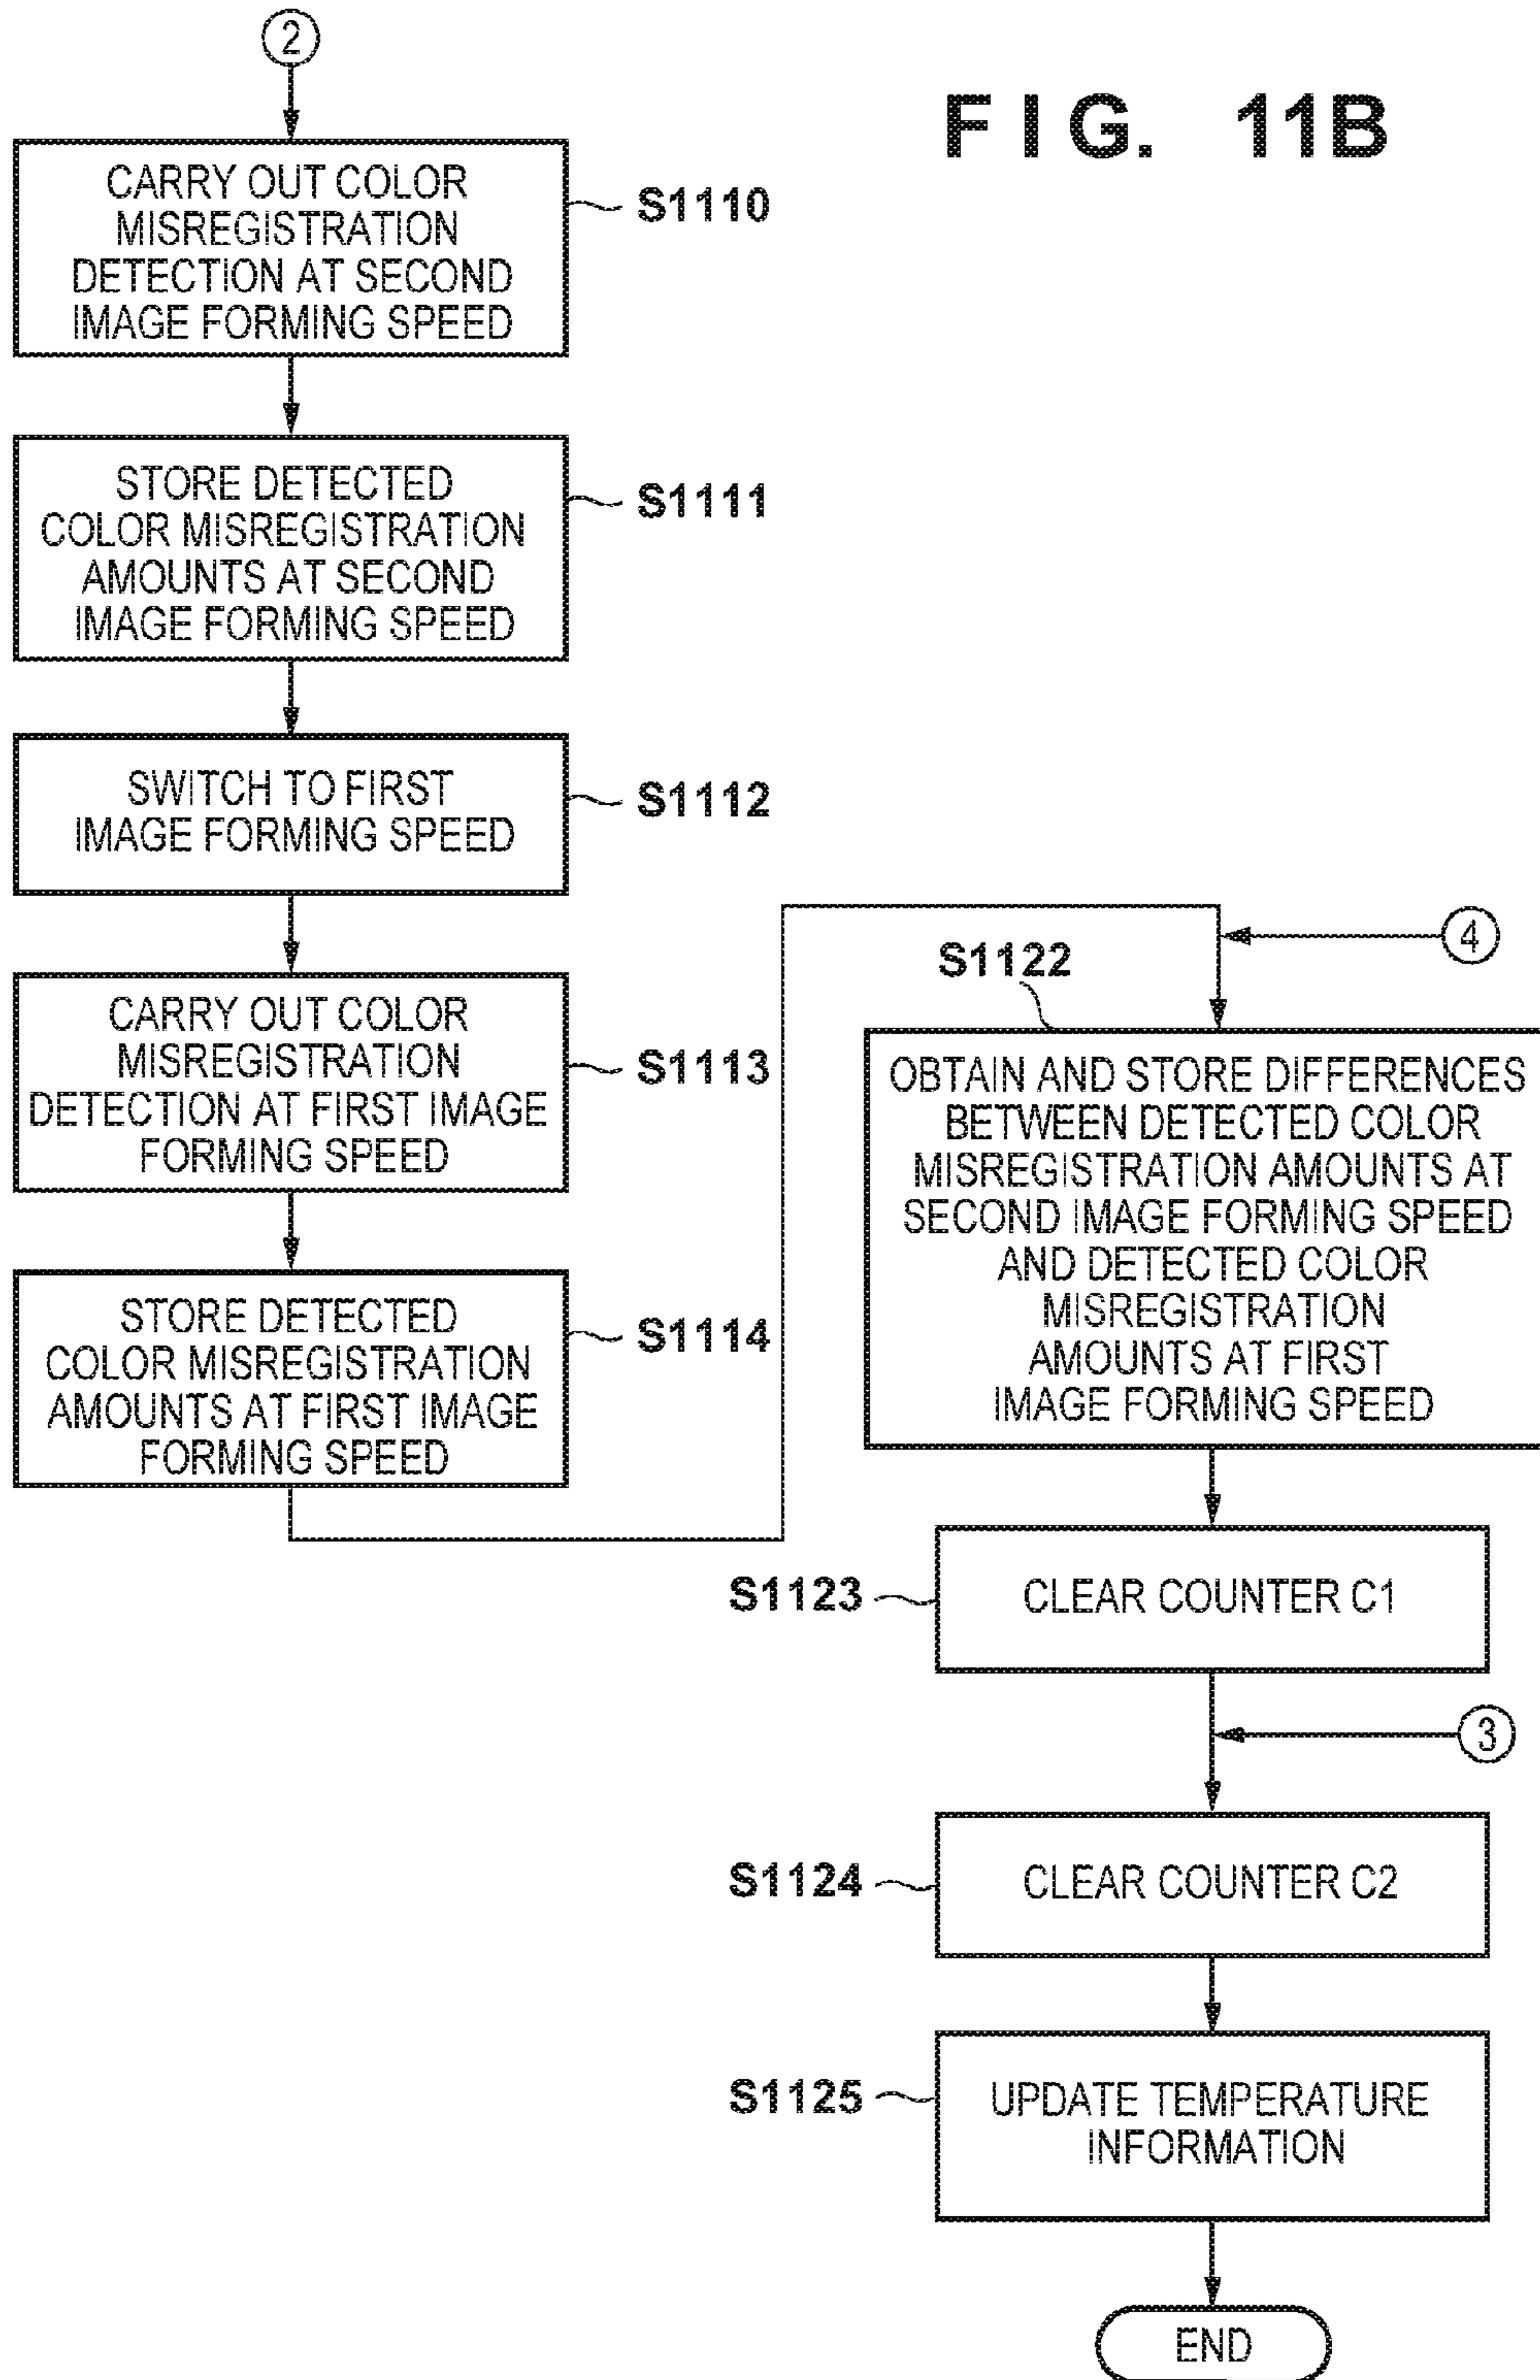 FIG. 11B
2
CARRY OUT COLOR
MISREGISTRATION
DETECTION AT SECOND
IMAGE FORMING SPEED
S1110
STORE DETECTED
COLOR MISREGISTRATION
AMOUNTS AT SECOND
IMAGE FORMING SPEED
S1111
SWITCH TO FIRST
IMAGE FORMING SPEED
S1112
CARRY OUT COLOR
MISREGISTRATION
DETECTION AT FIRST IMAGE
FORMING SPEED
S1113
STORE DETECTED
COLOR MISREGISTRATION
AMOUNTS AT FIRST IMAGE
FORMING SPEED
S1114
4
S1122
OBTAIN AND STORE DIFFERENCES
BETWEEN DETECTED COLOR
MISREGISTRATION AMOUNTS AT
SECOND IMAGE FORMING SPEED
AND DETECTED COLOR
MISREGISTRATION
AMOUNTS AT FIRST
IMAGE FORMING SPEED
S1123
CLEAR COUNTER C1
3
S1124
CLEAR COUNTER C2
S1125
UPDATE TEMPERATURE
INFORMATION
END